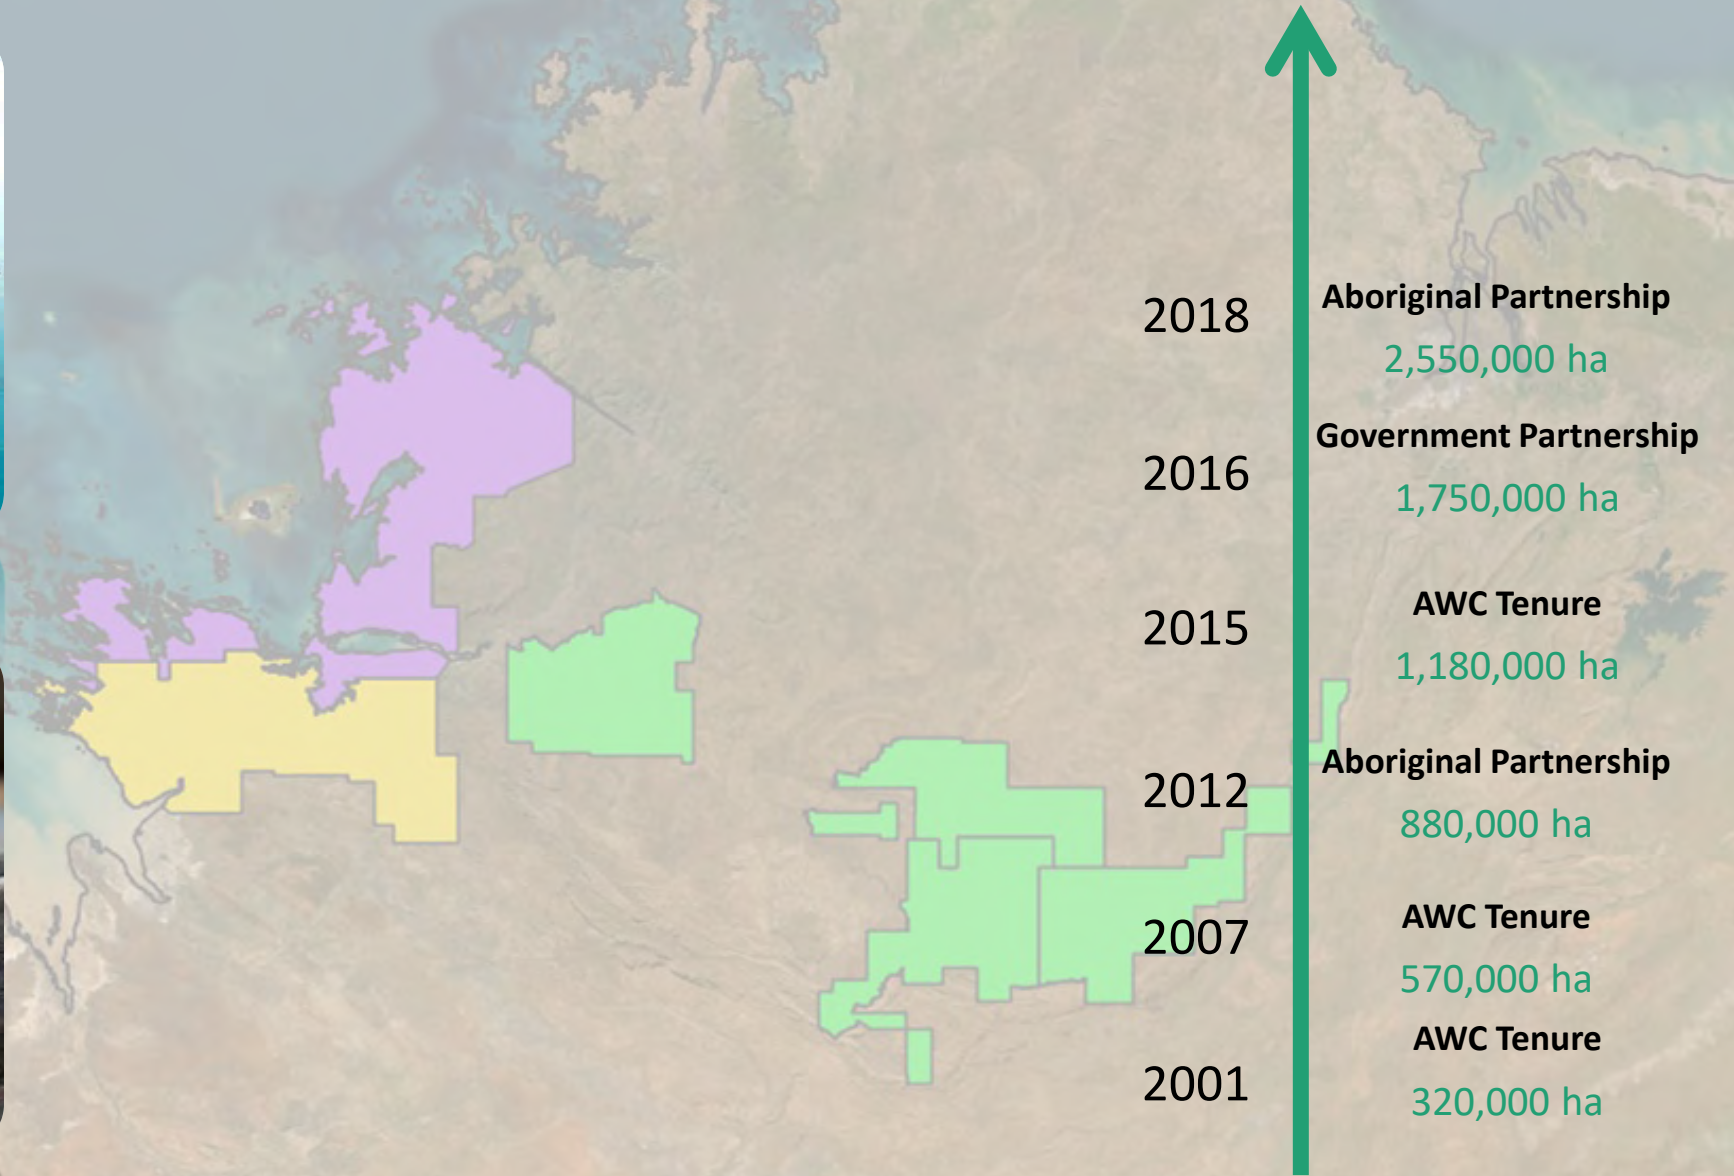 2018
Aboriginal Partnership
2,550,000 ha
2016
Government Partnership
1,750,000 ha
2015
AWC Tenure
1,180,000 ha
2012
Aboriginal Partnership
880,000 ha
2007
AWC Tenure
570,000 ha
2001
AWC Tenure
320,000 ha